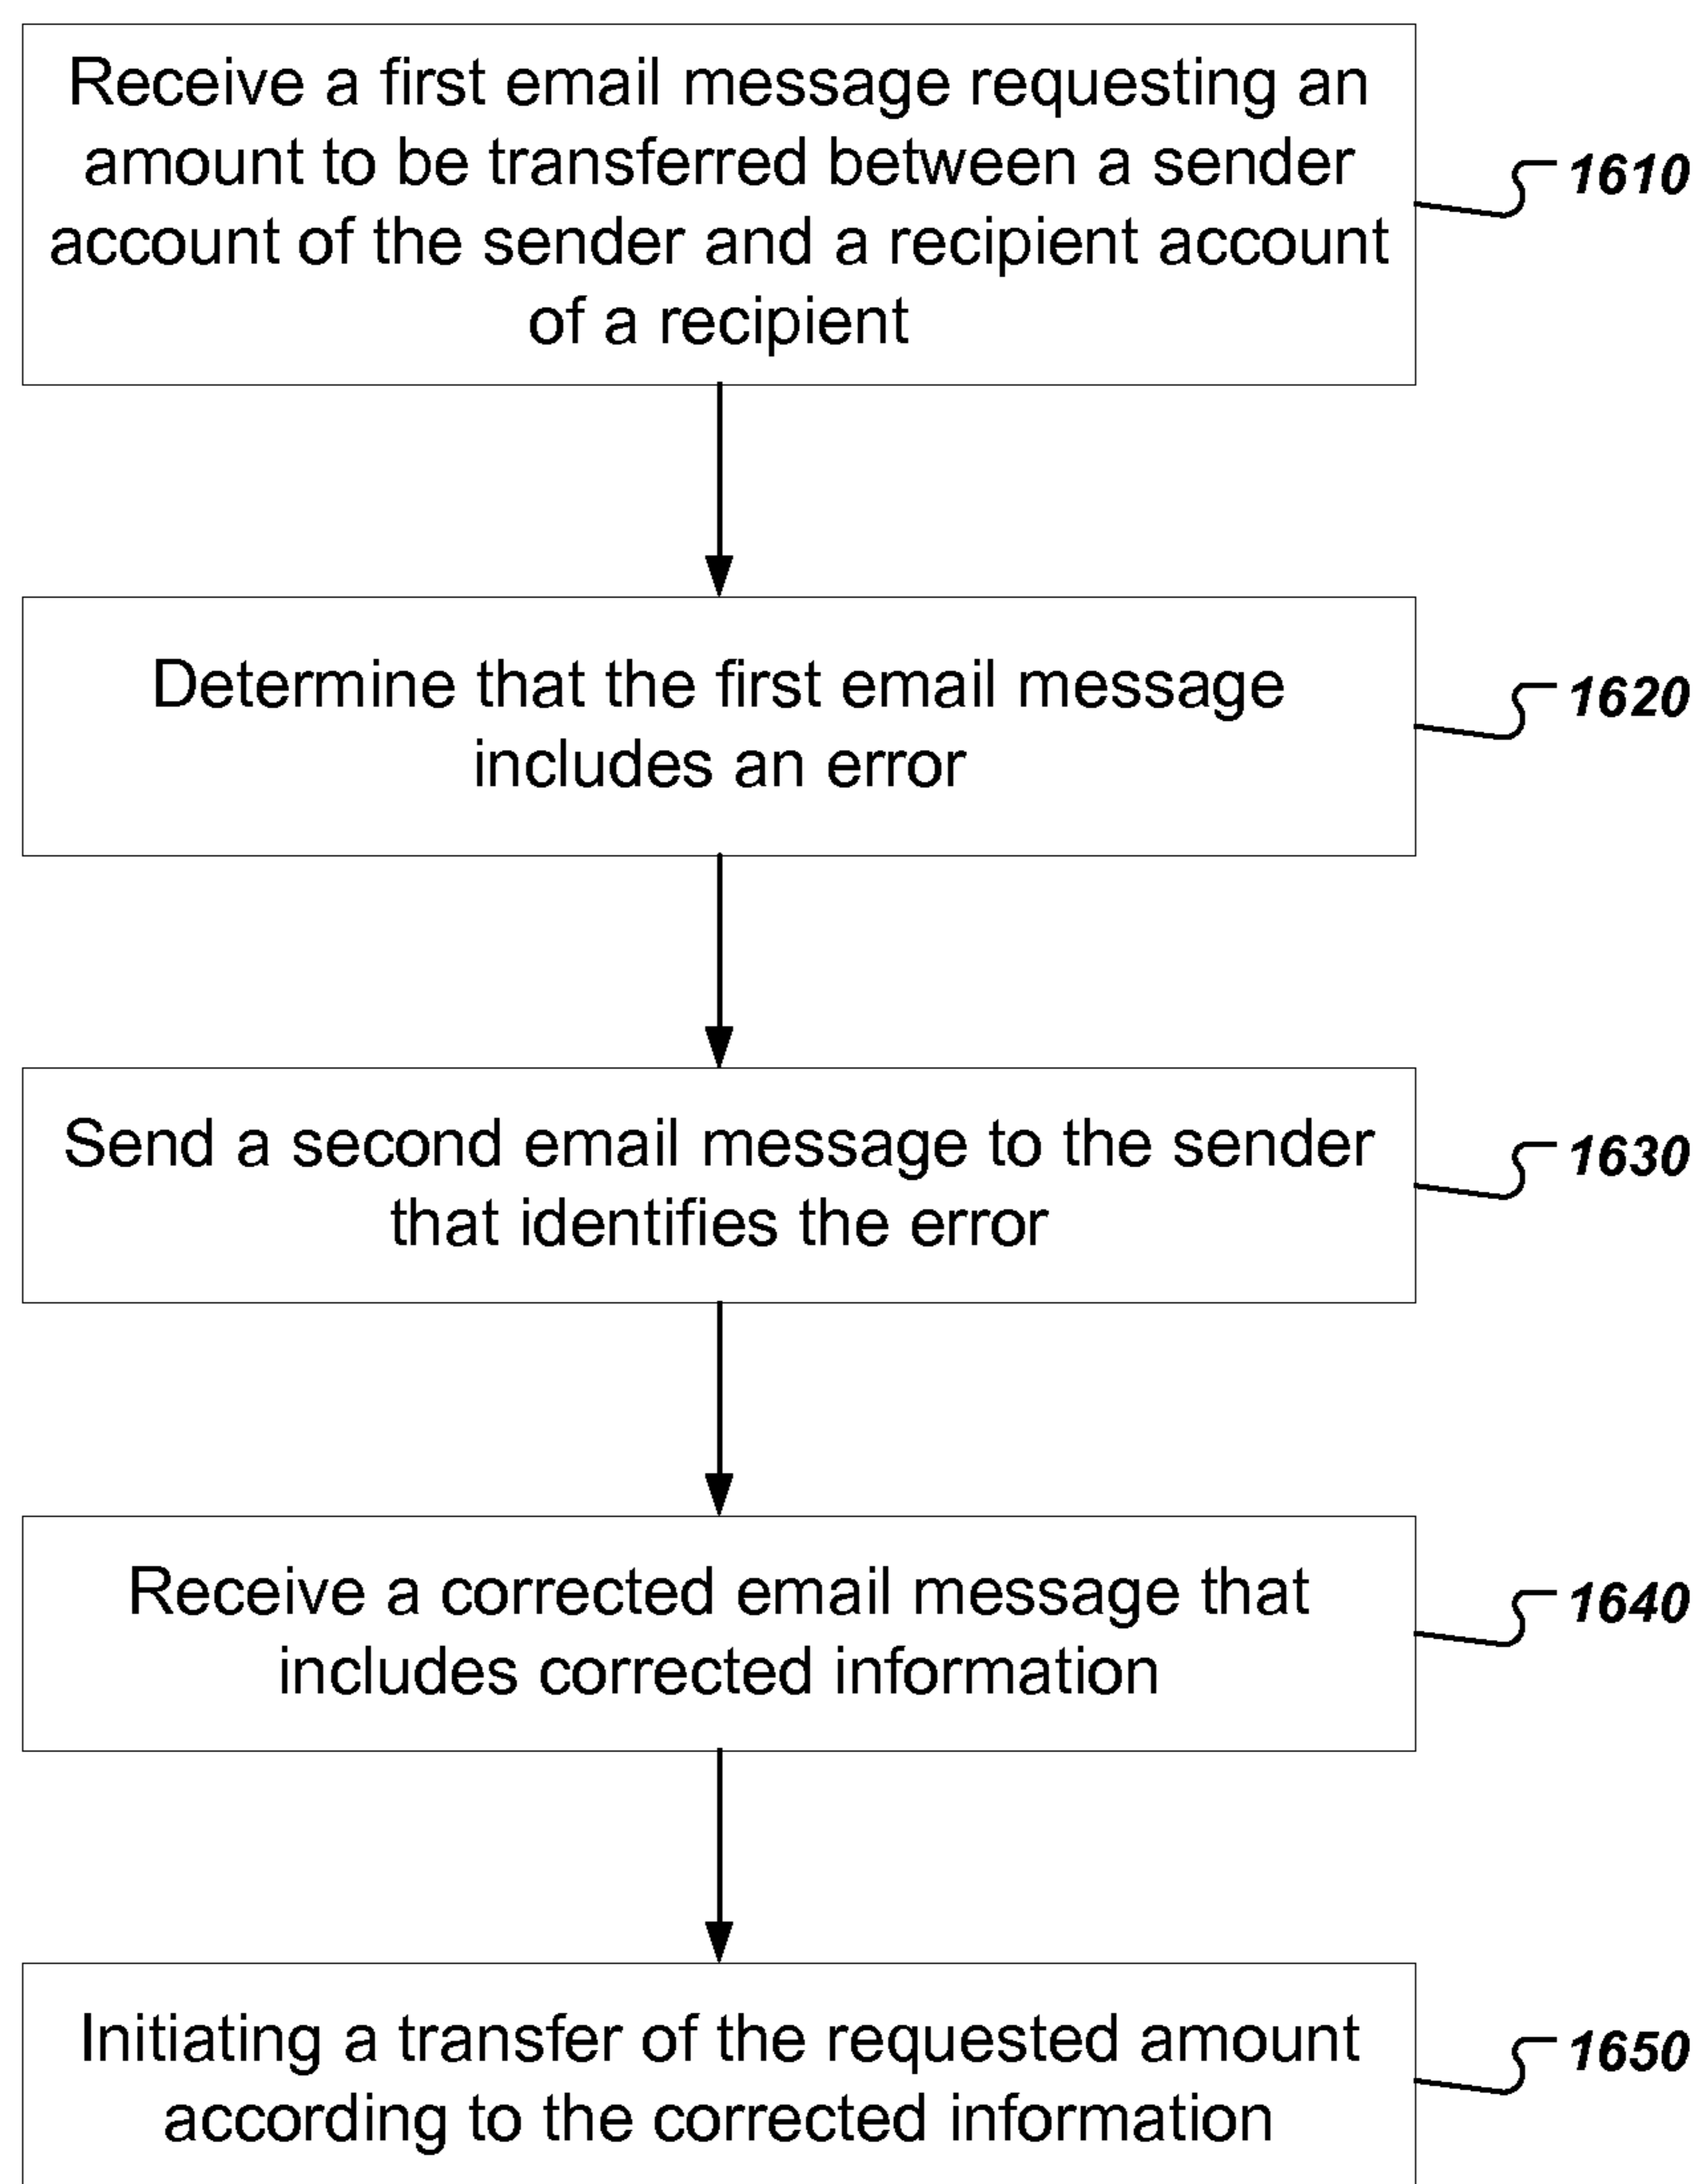 Receive a first email message requesting an
amount to be transferred between a sender
account of the sender and a recipient account
of a recipient
1610
Determine that the first email message
includes an error
1620
Send a second email message to the sender
that identifies the error
1630
Receive a corrected email message that
includes corrected information
1640
Initiating a transfer of the requested amount
according to the corrected information
1650